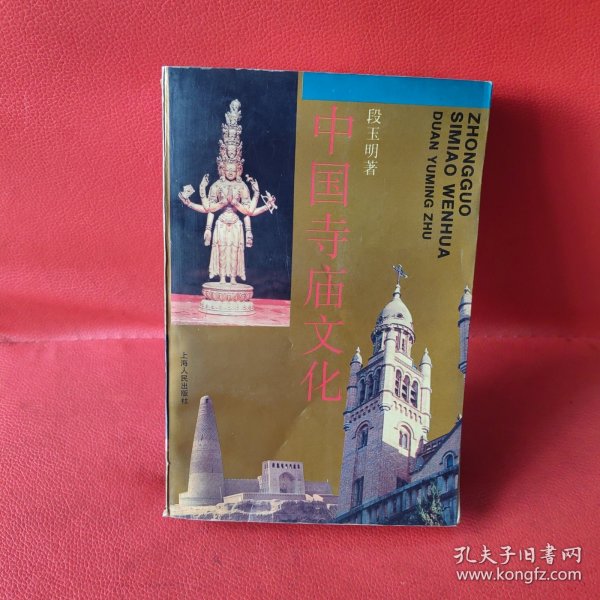 中国寺庙文化
段玉明著
ZHONGGUO
SIMIAO WENHUA
DUAN YUMING ZHU
上海人民出版社
孔夫子旧书网
www.kongfz.com